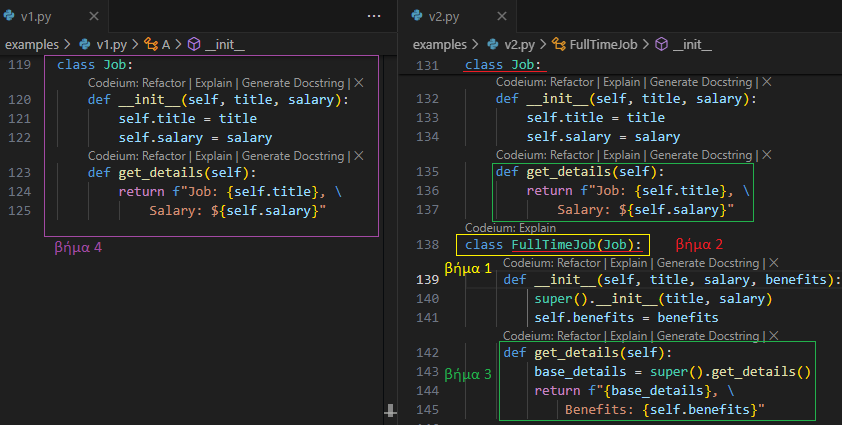 v1.py
examples > v1.py > A > __init__
119 class Job:
Codeium: Refactor | Explain | Generate Docstring | X
120 def __init__(self, title, salary):
121 self.title = title
122 self.salary = salary
Codeium: Refactor | Explain | Generate Docstring | X
123 def get_details(self):
124 return f"Job: {self.title}, \
125 Salary: ${self.salary}"
βήμα 4
v2.py
examples > v2.py > FullTimeJob > __init__
131 class Job:
Codeium: Refactor | Explain | Generate Docstring | X
132 def __init__(self, title, salary):
133 self.title = title
134 self.salary = salary
Codeium: Refactor | Explain | Generate Docstring | X
135 def get_details(self):
136 return f"Job: {self.title}, \
137 Salary: ${self.salary}"
Codeium: Explain
138 class FullTimeJob(Job): βήμα 2
βήμα 1 Codeium: Refactor | Explain | Generate Docstring | X
139 def __init__(self, title, salary, benefits):
140 super().__init__(title, salary)
141 self.benefits = benefits
Codeium: Refactor | Explain | Generate Docstring | X
142 def get_details(self):
143 βήμα 3 base_details = super().get_details()
144 return f"{base_details}, \
145 Benefits: {self.benefits}"